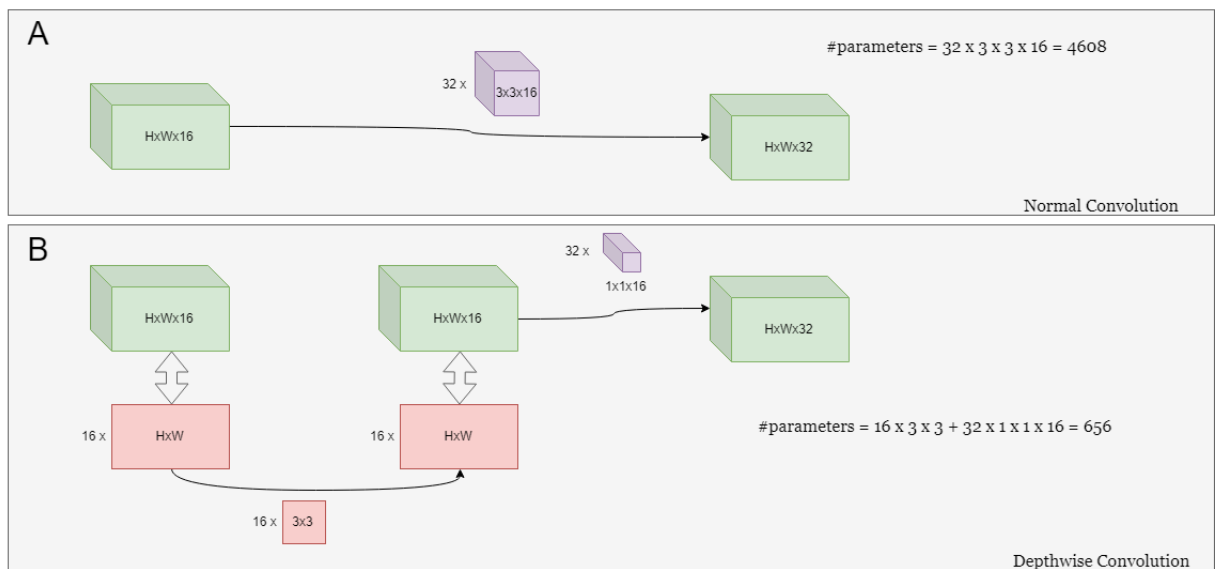 A
#parameters = 32 x 3 x 3 x 16 = 4608
32 x
3x3x16
HxWx16
HxWx32
Normal Convolution
B
32 x
1x1x16
HxWx16
HxWx16
HxWx32
16 x
HxW
16 x
HxW
#parameters = 16 x 3 x 3 + 32 x 1 x 1 x 16 = 656
16 x
3x3
Depthwise Convolution